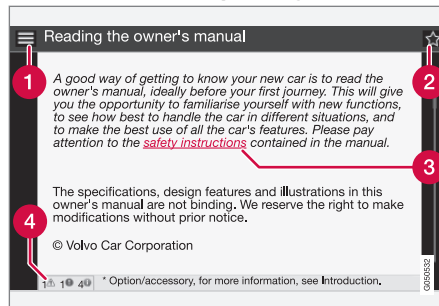 Reading the owner's manual
1
2
A good way of getting to know your new car is to read the
owner's manual, ideally before your first journey. This will give
you the opportunity to familiarise yourself with new functions,
to see how best to handle the car in different situations, and
to make the best use of all the car's features. Please pay
attention to the safety instructions contained in the manual.
3
The specifications, design features and illustrations in this
owner's manual are not binding. We reserve the right to make
modifications without prior notice.
4
© Volvo Car Corporation
1 1 4 * Option/accessory, for more information, see Introduction.
G050532